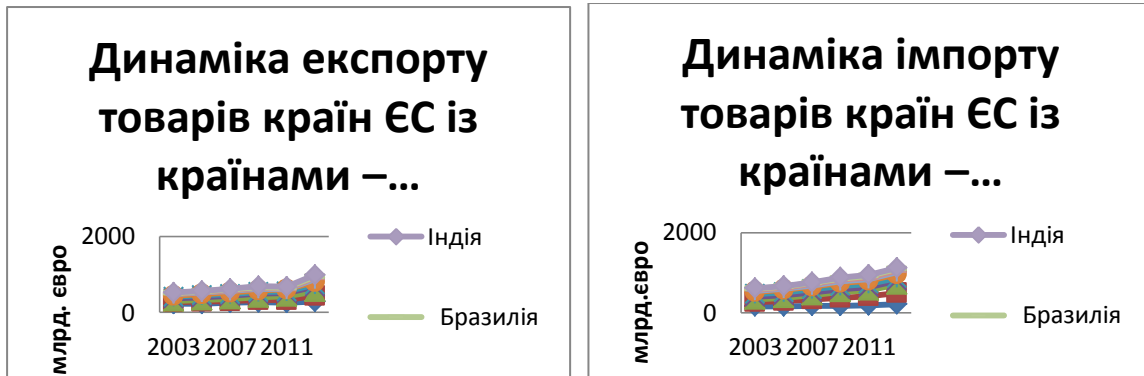 Динаміка експорту
товарів країн ЄС із
країнами –...
млрд. євро
2000
0
2003 2007 2011
Індія
Бразилія
Динаміка імпорту
товарів країн ЄС із
країнами –...
млрд.євро
2000
0
2003 2007 2011
Індія
Бразилія